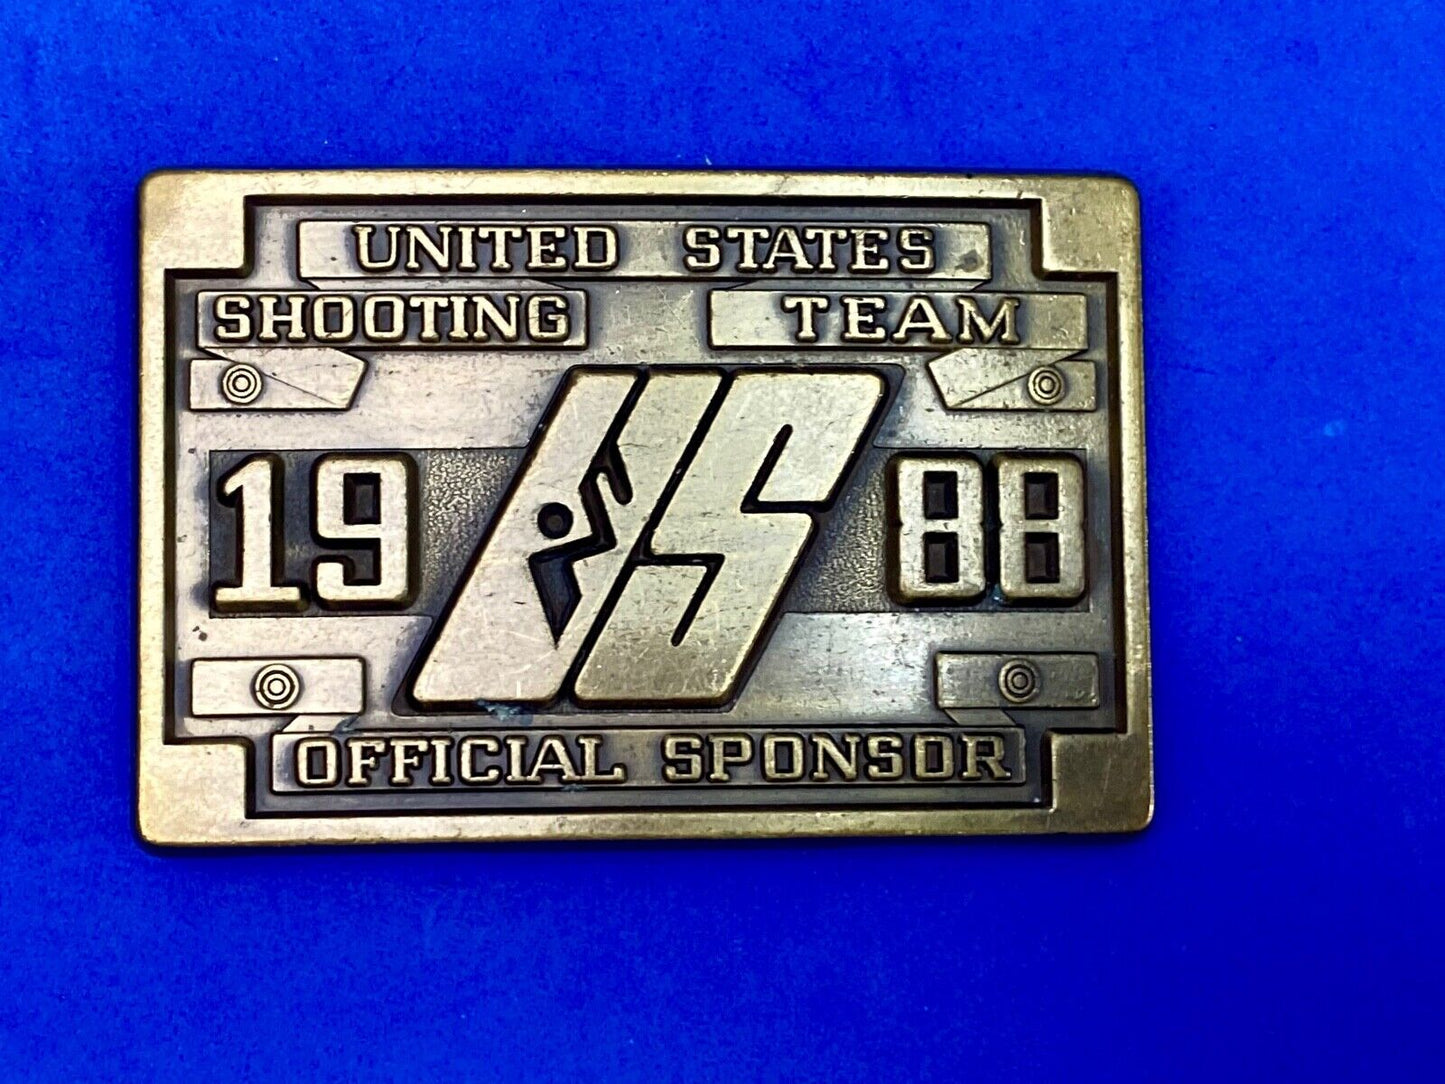 UNITED STATES
SHOOTING TEAM
19 US 88
OFFICIAL SPONSOR